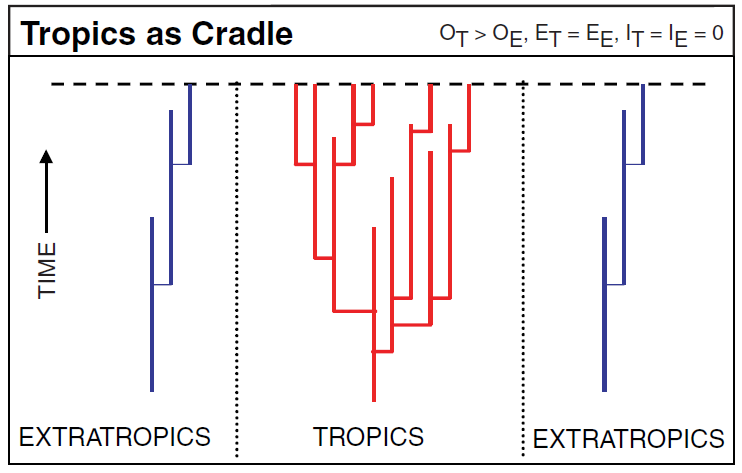 Tropics as Cradle
OT > OE, ET = EE, IT = IE = 0
TIME
EXTRATROPICS
TROPICS
EXTRATROPICS